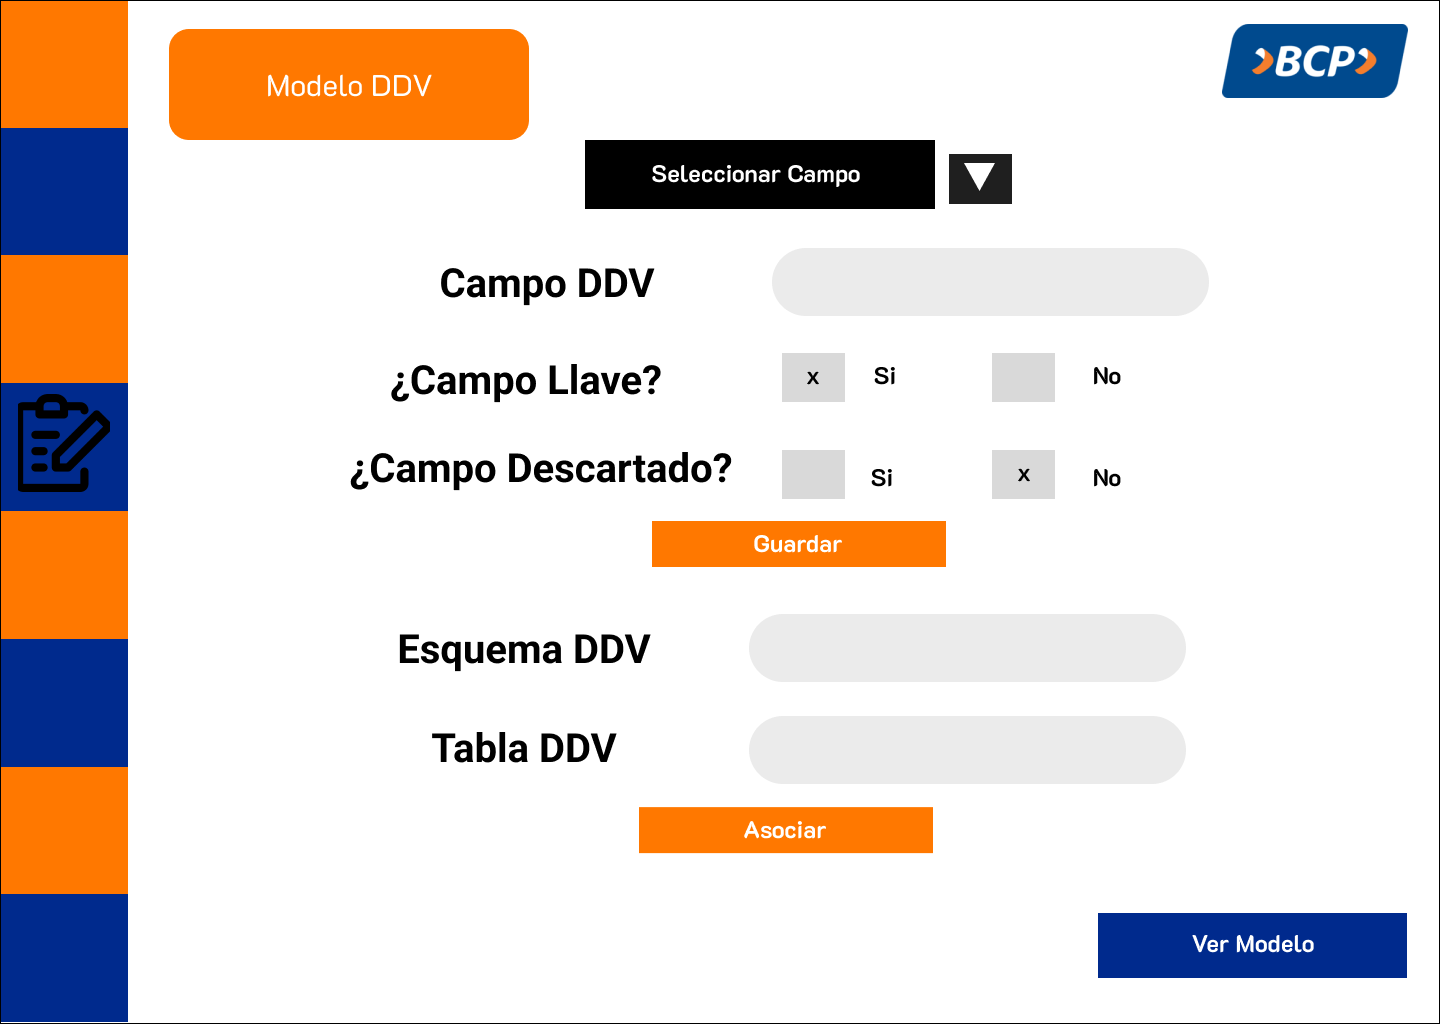 Modelo DDV
BCP
Seleccionar Campo
Campo DDV
¿Campo Llave?
x Si No
¿Campo Descartado?
Si x No
Guardar
Esquema DDV
Tabla DDV
Asociar
Ver Modelo